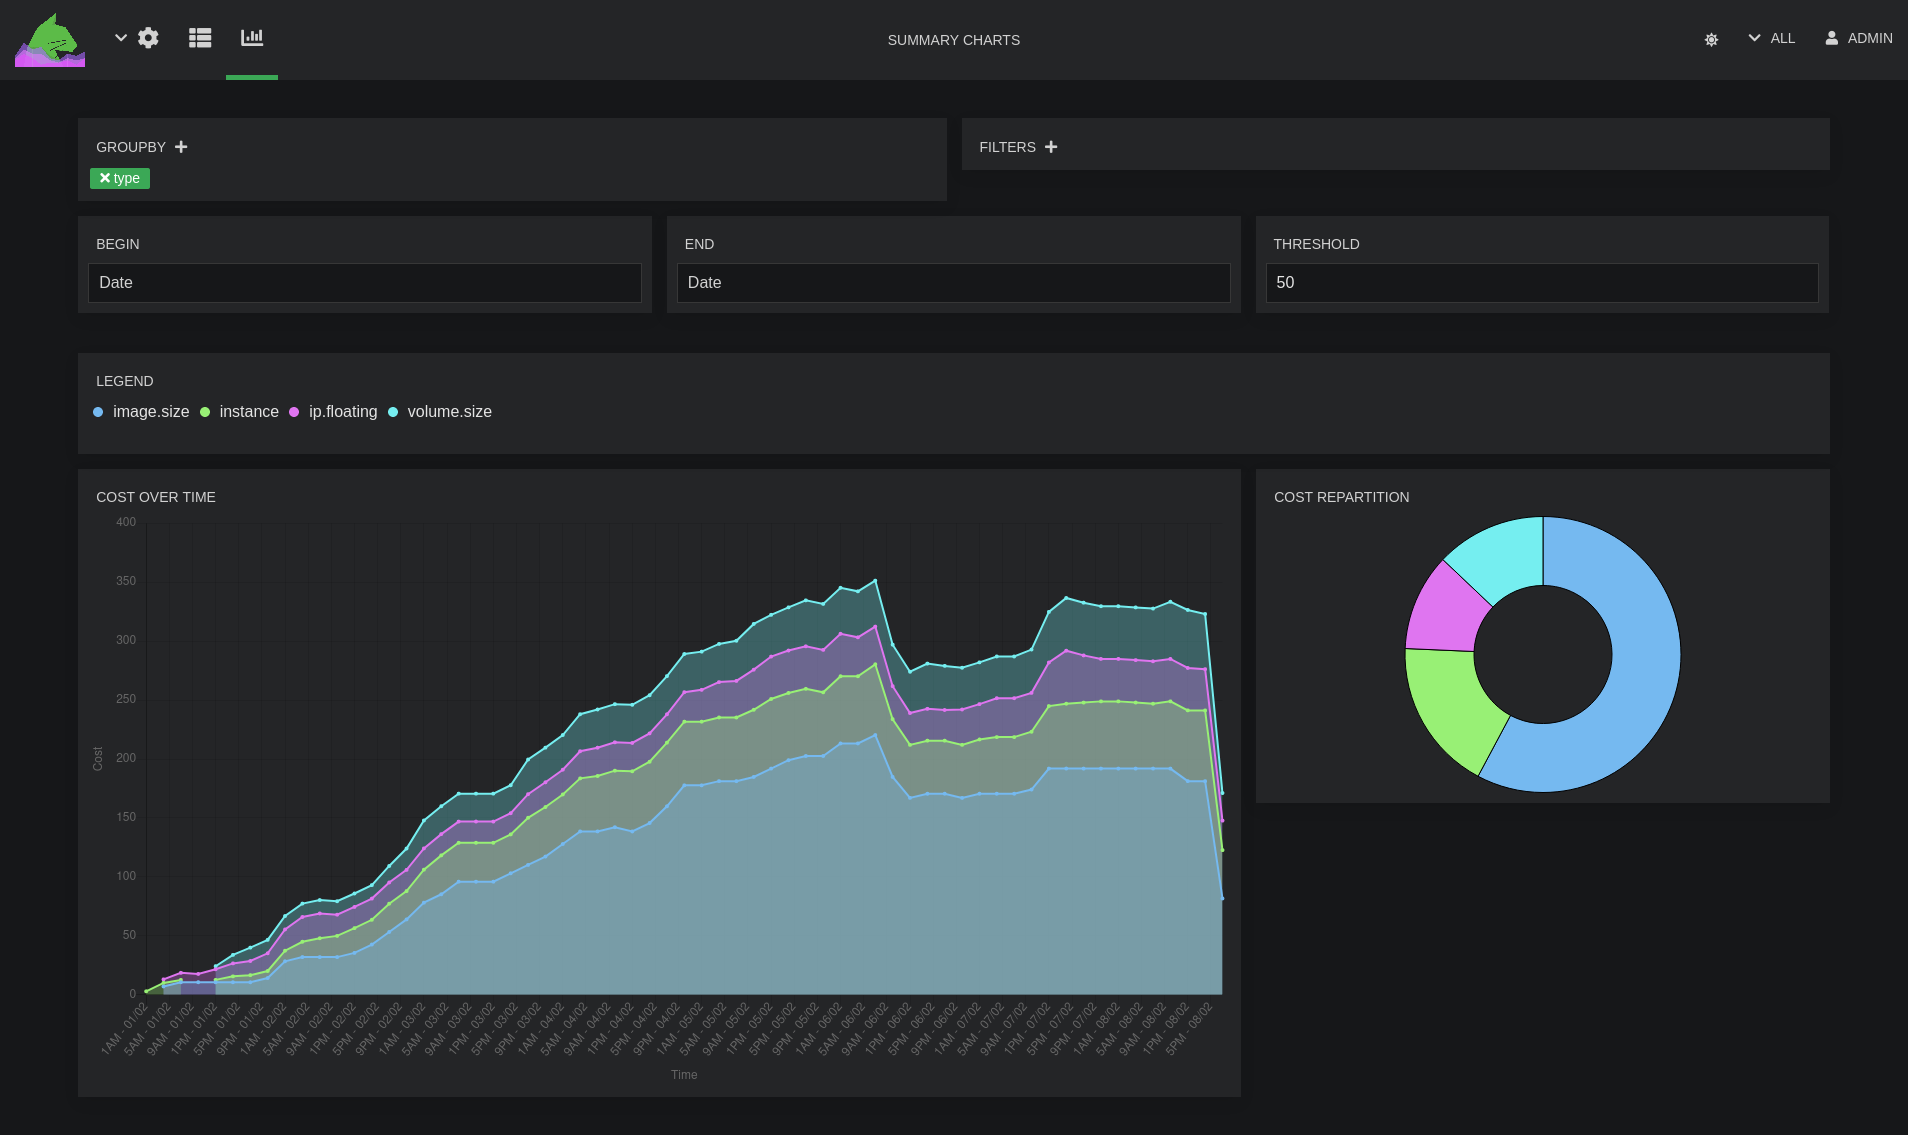 SUMMARY CHARTS
ALL
ADMIN
GROUPBY
type
FILTERS
BEGIN
Date
END
Date
THRESHOLD
50
LEGEND
image.size instance ip.floating volume.size
COST OVER TIME
400
350
300
250
200
150
100
50
0
Cost
1AM - 01/02
5AM - 01/02
9AM - 01/02
1PM - 01/02
5PM - 01/02
9PM - 01/02
1AM - 02/02
5AM - 02/02
9AM - 02/02
1PM - 02/02
5PM - 02/02
9PM - 02/02
1AM - 03/02
5AM - 03/02
9AM - 03/02
1PM - 03/02
5PM - 03/02
9PM - 03/02
1AM - 04/02
5AM - 04/02
9AM - 04/02
1PM - 04/02
5PM - 04/02
9PM - 04/02
1AM - 05/02
5AM - 05/02
9AM - 05/02
1PM - 05/02
5PM - 05/02
9PM - 05/02
1AM - 06/02
5AM - 06/02
9AM - 06/02
1PM - 06/02
5PM - 06/02
9PM - 06/02
1AM - 07/02
5AM - 07/02
9AM - 07/02
1PM - 07/02
5PM - 07/02
9PM - 07/02
1AM - 08/02
5AM - 08/02
9AM - 08/02
1PM - 08/02
5PM - 08/02
Time
COST REPARTITION